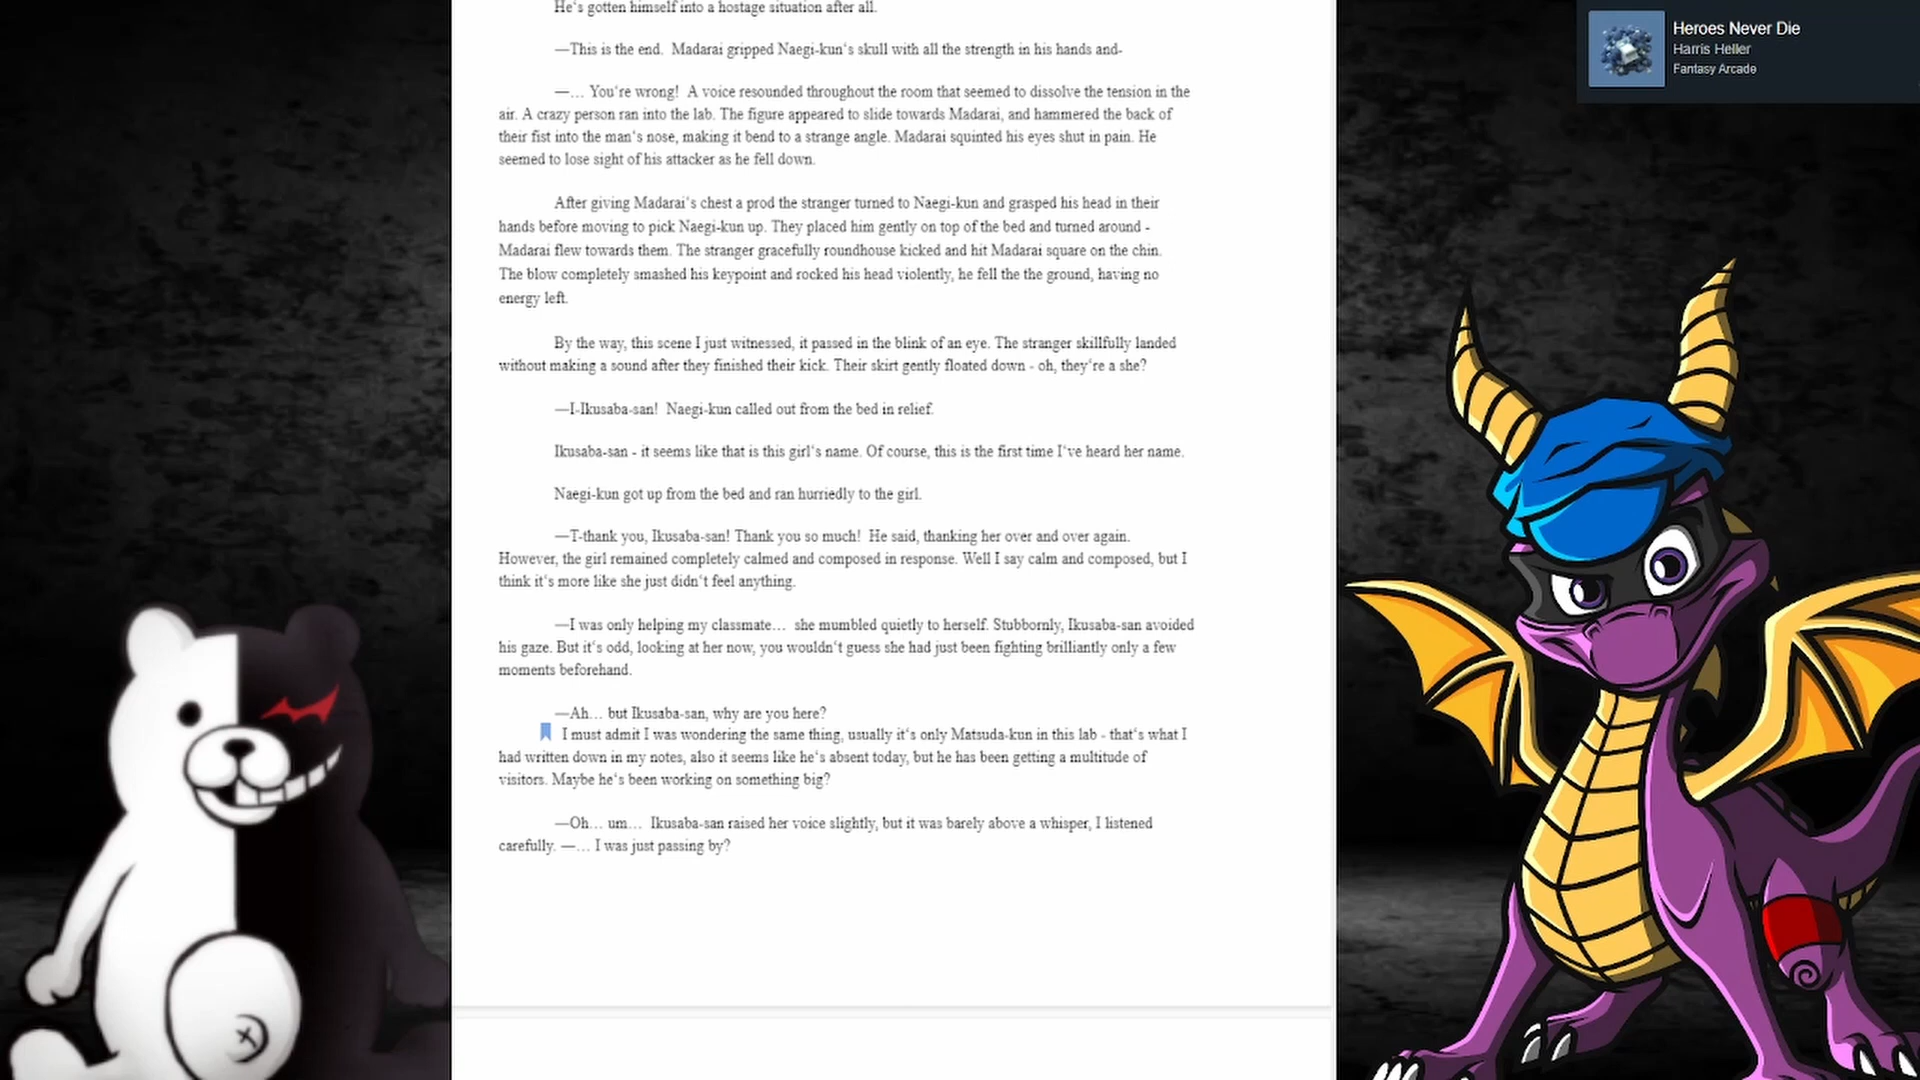 He's gotten himself into a hostage situation after all.
—This is the end.  Madarai gripped Naegi-kun's skull with all the strength in his hands and-
—… You're wrong!  A voice resounded throughout the room that seemed to dissolve the tension in the
air. A crazy person ran into the lab. The figure appeared to slide towards Madarai, and hammered the back of
their fist into the man's nose, making it bend to a strange angle. Madarai squinted his eyes shut in pain. He
seemed to lose sight of his attacker as he fell down.
After giving Madarai's chest a prod the stranger turned to Naegi-kun and grasped his head in their
hands before moving to pick Naegi-kun up. They placed him gently on top of the bed and turned around -
Madarai flew towards them. The stranger gracefully roundhouse kicked and hit Madarai square on the chin.
The blow completely smashed his keypoint and rocked his head violently, he fell the the ground, having no
energy left.
By the way, this scene I just witnessed, it passed in the blink of an eye. The stranger skillfully landed
without making a sound after they finished their kick. Their skirt gently floated down - oh, they're a she?
—I-Ikusaba-san!  Naegi-kun called out from the bed in relief.
Ikusaba-san - it seems like that is this girl's name. Of course, this is the first time I've heard her name.
Naegi-kun got up from the bed and ran hurriedly to the girl.
—T-thank you, Ikusaba-san! Thank you so much!  He said, thanking her over and over again.
However, the girl remained completely calmed and composed in response. Well I say calm and composed, but I
think it's more like she just didn't feel anything.
—I was only helping my classmate…  she mumbled quietly to herself. Stubbornly, Ikusaba-san avoided
his gaze. But it's odd, looking at her now, you wouldn't guess she had just been fighting brilliantly only a few
moments beforehand.
—Ah… but Ikusaba-san, why are you here?
I must admit I was wondering the same thing, usually it's only Matsuda-kun in this lab - that's what I
had written down in my notes, also it seems like he's absent today, but he has been getting a multitude of
visitors. Maybe he's been working on something big?
—Oh… um…  Ikusaba-san raised her voice slightly, but it was barely above a whisper, I listened
carefully. —… I was just passing by?
Heroes Never Die
Harris Heller
Fantasy Arcade